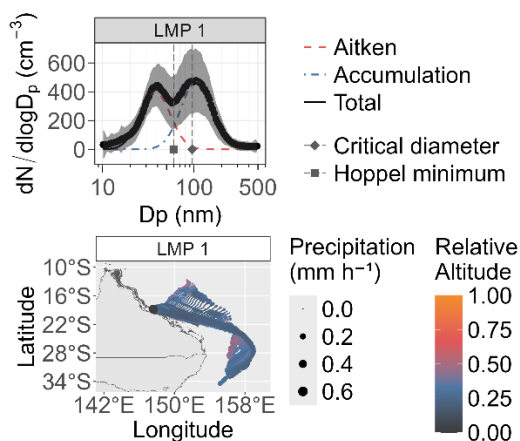 LMP 1
dN/dlogDₚ (cm⁻³)
600
400
200
0
10
100
500
Dp (nm)
Aitken
Accumulation
Total
Critical diameter
Hoppel minimum
LMP 1
Latitude
10°S
16°S
22°S
28°S
34°S
142°E 150°E 158°E
Longitude
Precipitation
(mm h⁻¹)
0.0
0.2
0.4
0.6
Relative
Altitude
1.00
0.75
0.50
0.25
0.00